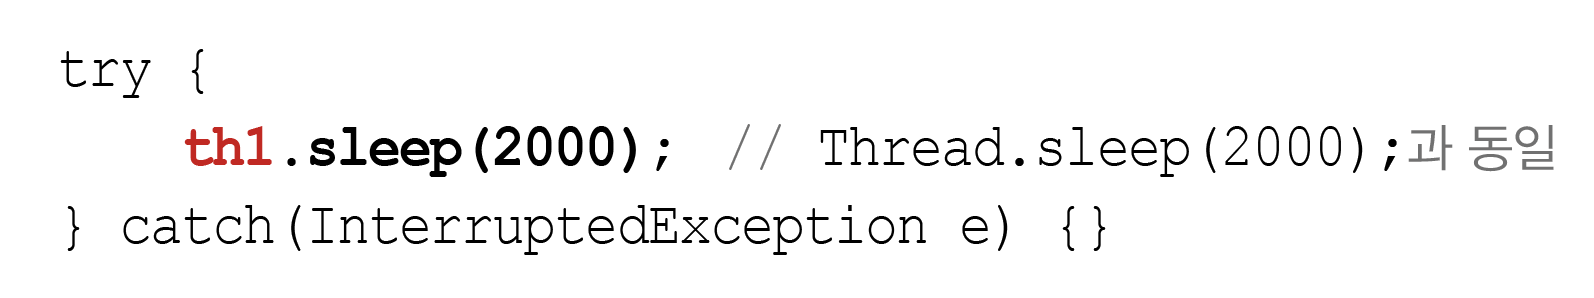 try {
    th1.sleep(2000);  // Thread.sleep(2000);과 동일
} catch(InterruptedException e) {}